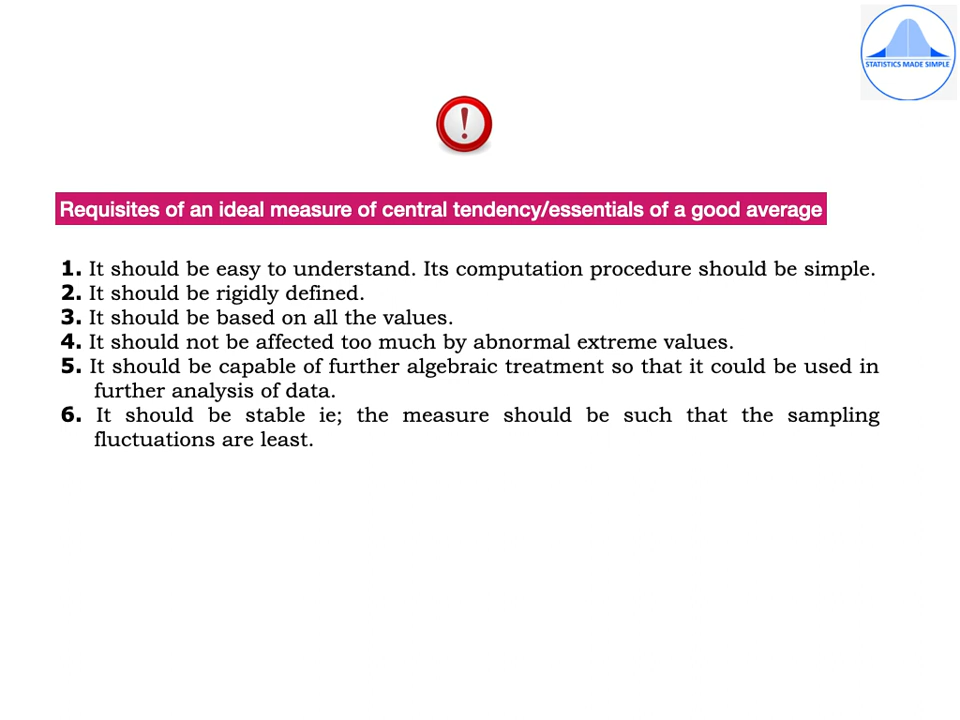 STATISTICS MADE SIMPLE
!
Requisites of an ideal measure of central tendency/essentials of a good average
1. It should be easy to understand. Its computation procedure should be simple.
2. It should be rigidly defined.
3. It should be based on all the values.
4. It should not be affected too much by abnormal extreme values.
5. It should be capable of further algebraic treatment so that it could be used in
further analysis of data.
6. It should be stable ie; the measure should be such that the sampling
fluctuations are least.